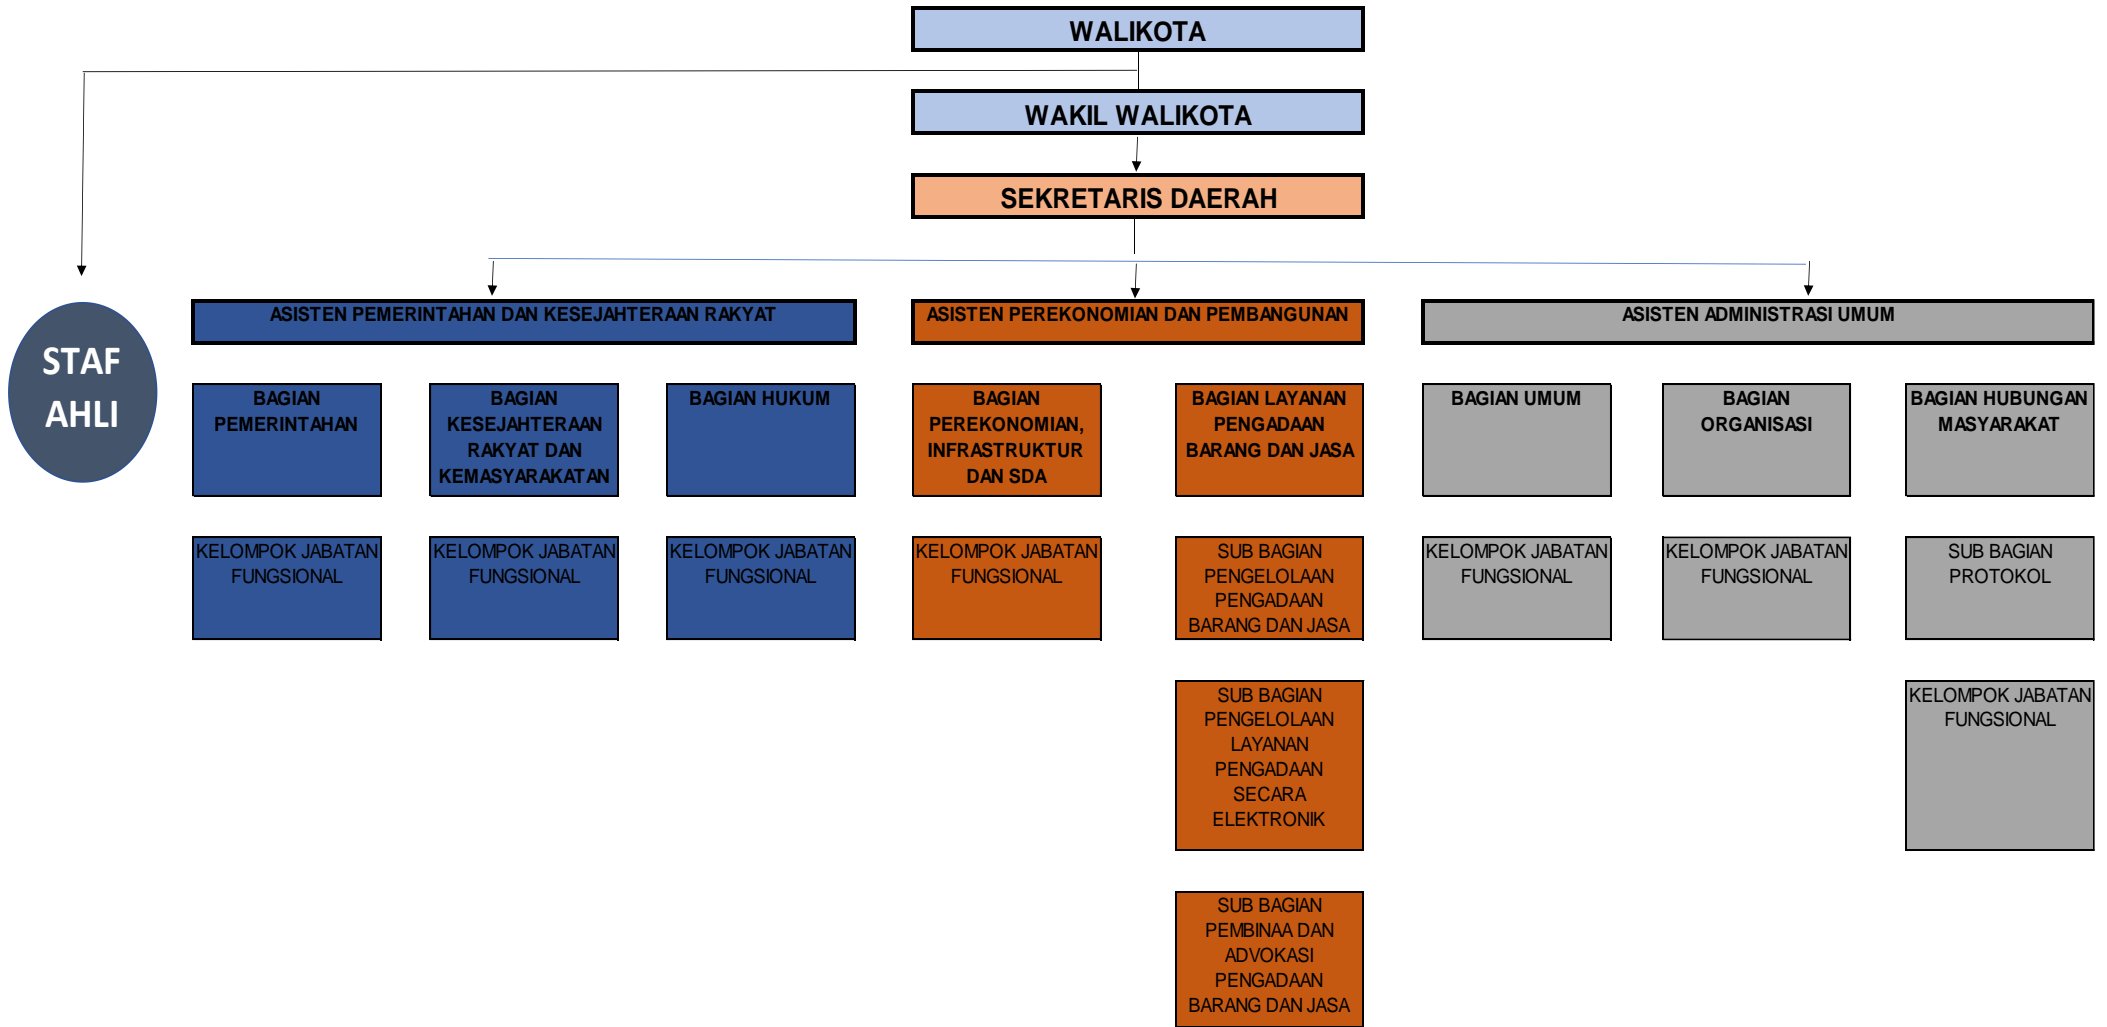 WALIKOTA
WAKIL WALIKOTA
SEKRETARIS DAERAH
STAF
AHLI
ASISTEN PEMERINTAHAN DAN KESEJAHTERAAN RAKYAT
ASISTEN PEREKONOMIAN DAN PEMBANGUNAN
ASISTEN ADMINISTRASI UMUM
BAGIAN
PEMERINTAHAN
BAGIAN
KESEJAHTERAAN
RAKYAT DAN
KEMASYARAKATAN
BAGIAN HUKUM
BAGIAN
PEREKONOMIAN,
INFRASTRUKTUR
DAN SDA
BAGIAN LAYANAN
PENGADAAN
BARANG DAN JASA
BAGIAN UMUM
BAGIAN
ORGANISASI
BAGIAN HUBUNGAN
MASYARAKAT
KELOMPOK JABATAN
FUNGSIONAL
KELOMPOK JABATAN
FUNGSIONAL
KELOMPOK JABATAN
FUNGSIONAL
KELOMPOK JABATAN
FUNGSIONAL
SUB BAGIAN
PENGELOLAAN
PENGADAAN
BARANG DAN JASA
KELOMPOK JABATAN
FUNGSIONAL
KELOMPOK JABATAN
FUNGSIONAL
SUB BAGIAN
PROTOKOL
SUB BAGIAN
PENGELOLAAN
LAYANAN
PENGADAAN
SECARA
ELEKTRONIK
KELOMPOK JABATAN
FUNGSIONAL
SUB BAGIAN
PEMBINAA DAN
ADVOKASI
PENGADAAN
BARANG DAN JASA